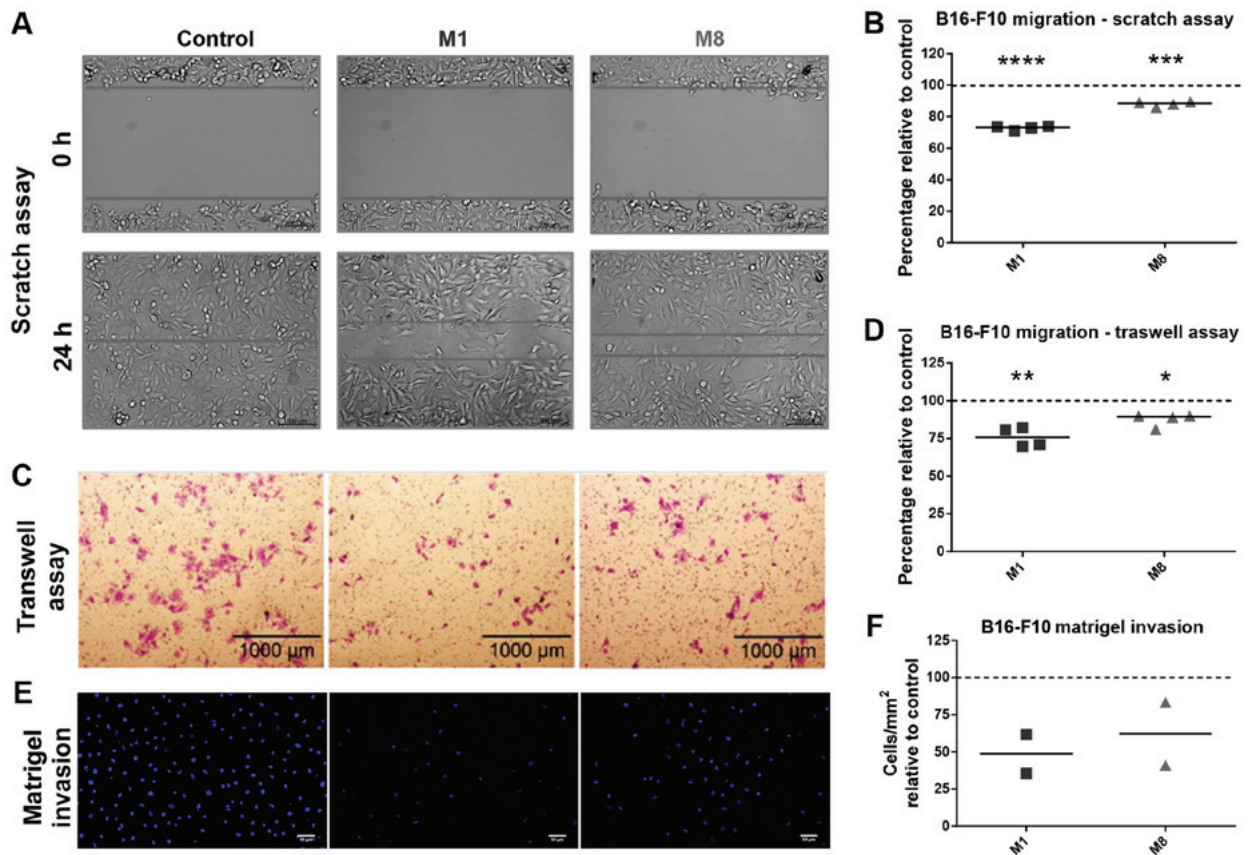 A
Control
M1
M8
Scratch assay
0 h
24 h
B
B16-F10 migration - scratch assay
Percentage relative to control
120
100
80
60
40
20
0
****
***
M1
M8
C
Transwell
assay
1000 µm
1000 µm
1000 µm
D
B16-F10 migration - traswell assay
Percentage relative to control
125
100
75
50
25
0
**
*
M1
M8
E
Matrigel
invasion
F
B16-F10 matrigel invasion
Cells/mm²
relative to control
125
100
75
50
25
0
M1
M8